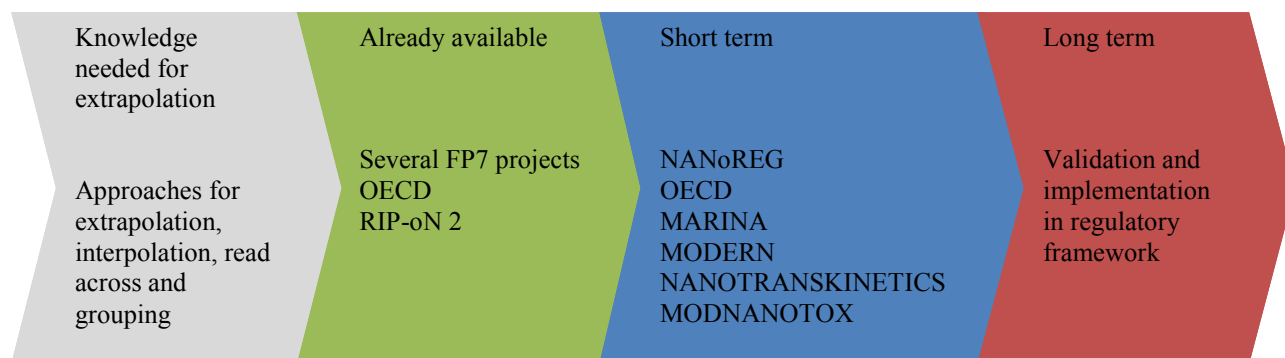 Knowledge
needed for
extrapolation
Approaches for
extrapolation,
interpolation, read
across and
grouping
Already available
Several FP7 projects
OECD
RIP-oN 2
Short term
NANoREG
OECD
MARINA
MODERN
NANOTRANSKINETICS
MODNANOTOX
Long term
Validation and
implementation
in regulatory
framework